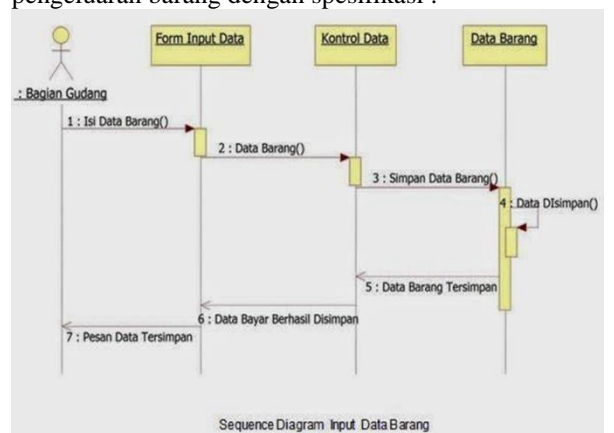 pengeluaran barang dengan spesifikasi :
Form Input Data
Kontrol Data
Data Barang
: Bagian Gudang
1 : Isi Data Barang()
2 : Data Barang()
3 : Simpan Data Barang()
4 : Data DIsimpan()
5 : Data Barang Tersimpan
6 : Data Bayar Berhasil Disimpan
7 : Pesan Data Tersimpan
Sequence Diagram Input Data Barang